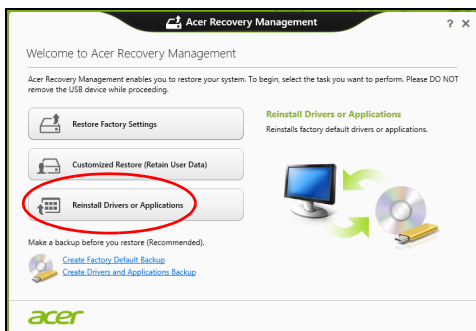 Acer Recovery Management
? X
Welcome to Acer Recovery Management
Acer Recovery Management enables you to restore your system. To begin, select the task you want to perform. Please DO NOT
remove the USB device while proceeding.
Restore Factory Settings
Customized Restore (Retain User Data)
Reinstall Drivers or Applications
Reinstall Drivers or Applications
Reinstalls factory default drivers or applications.
Make a backup before you restore (Recommended).
Create Factory Default Backup
Create Drivers and Applications Backup
acer